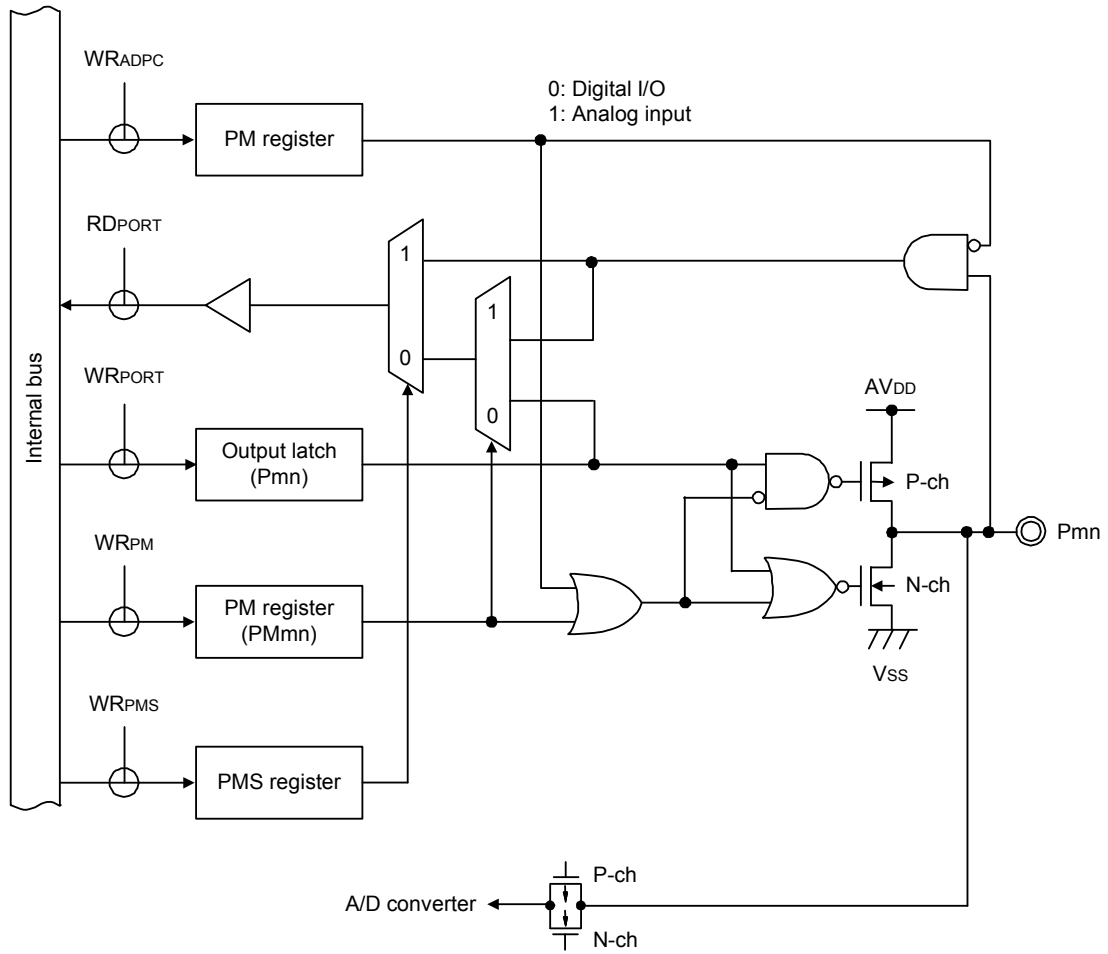 WRADPC
0: Digital I/O
1: Analog input
PM register
RDPORT
1
1
0
0
Internal bus
WRPORT
AVDD
Output latch
(Pmn)
P-ch
Pmn
WRPM
N-ch
PM register
(PMmn)
VSS
WRPMS
PMS register
P-ch
A/D converter
N-ch